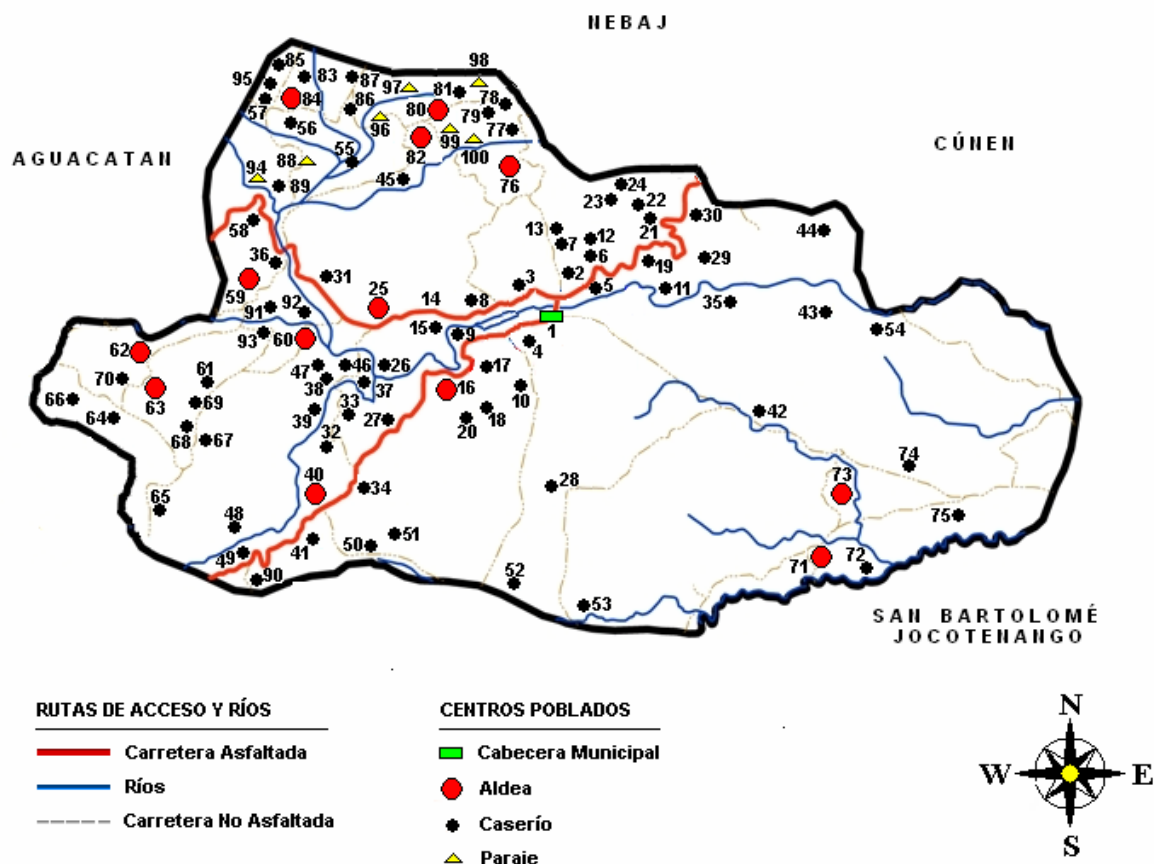 NEBAJ
98
85
95 83 87 97 81 78
57 84 86 80 79
56 96 77
AGUACATAN
CÚNEN
55 82 99 100
94 88 76
89 45
24
58 23 22 30
13 12 21 44
36 7 6
59 31 25 14 8 3 2 5 19 29
91 92 11 35 43
93 60 15 9 1 54
62 4
70 61 47 46 26 17
66 63 38 37 16 10
64 69 39 33 27 18 42
68 67 32 20
40 34 28 74
65 73
48 51 75
49 41 50
90 52 71 72
53
SAN BARTOLOMÉ
JOCOTENANGO
RUTAS DE ACCESO Y RÍOS
Carretera Asfaltada
Ríos
Carretera No Asfaltada
CENTROS POBLADOS
Cabecera Municipal
Aldea
Caserío
Paraje
N
W E
S